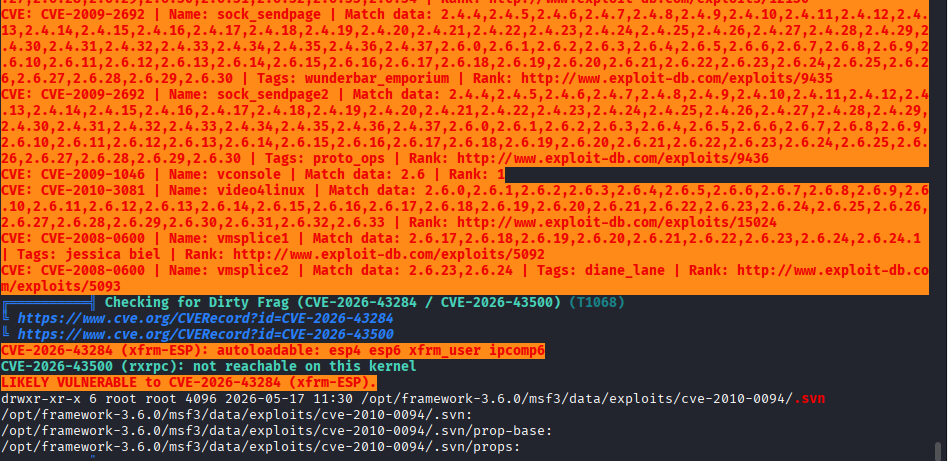 27,2.6.28,2.6.29,2.6.30,2.6.31,2.6.32,2.6.33,2.6.34 | Rank: http://www.exploit-db.com/exploits/12130
CVE: CVE-2009-2692 | Name: sock_sendpage | Match data: 2.4.4,2.4.5,2.4.6,2.4.7,2.4.8,2.4.9,2.4.10,2.4.11,2.4.12,2.4.
13,2.4.14,2.4.15,2.4.16,2.4.17,2.4.18,2.4.19,2.4.20,2.4.21,2.4.22,2.4.23,2.4.24,2.4.25,2.4.26,2.4.27,2.4.28,2.4.29,2
.4.30,2.4.31,2.4.32,2.4.33,2.4.34,2.4.35,2.4.36,2.4.37,2.6.0,2.6.1,2.6.2,2.6.3,2.6.4,2.6.5,2.6.6,2.6.7,2.6.8,2.6.9,2
.6.10,2.6.11,2.6.12,2.6.13,2.6.14,2.6.15,2.6.16,2.6.17,2.6.18,2.6.19,2.6.20,2.6.21,2.6.22,2.6.23,2.6.24,2.6.25,2.6.2
6,2.6.27,2.6.28,2.6.29,2.6.30 | Tags: wunderbar_emporium | Rank: http://www.exploit-db.com/exploits/9435
CVE: CVE-2009-2692 | Name: sock_sendpage2 | Match data: 2.4.4,2.4.5,2.4.6,2.4.7,2.4.8,2.4.9,2.4.10,2.4.11,2.4.12,2.4
.13,2.4.14,2.4.15,2.4.16,2.4.17,2.4.18,2.4.19,2.4.20,2.4.21,2.4.22,2.4.23,2.4.24,2.4.25,2.4.26,2.4.27,2.4.28,2.4.29,
2.4.30,2.4.31,2.4.32,2.4.33,2.4.34,2.4.35,2.4.36,2.4.37,2.6.0,2.6.1,2.6.2,2.6.3,2.6.4,2.6.5,2.6.6,2.6.7,2.6.8,2.6.9,
2.6.10,2.6.11,2.6.12,2.6.13,2.6.14,2.6.15,2.6.16,2.6.17,2.6.18,2.6.19,2.6.20,2.6.21,2.6.22,2.6.23,2.6.24,2.6.25,2.6.
26,2.6.27,2.6.28,2.6.29,2.6.30 | Tags: proto_ops | Rank: http://www.exploit-db.com/exploits/9436
CVE: CVE-2009-1046 | Name: vconsole | Match data: 2.6 | Rank: 1
CVE: CVE-2010-3081 | Name: video4linux | Match data: 2.6.0,2.6.1,2.6.2,2.6.3,2.6.4,2.6.5,2.6.6,2.6.7,2.6.8,2.6.9,2.6
.10,2.6.11,2.6.12,2.6.13,2.6.14,2.6.15,2.6.16,2.6.17,2.6.18,2.6.19,2.6.20,2.6.21,2.6.22,2.6.23,2.6.24,2.6.25,2.6.26,
2.6.27,2.6.28,2.6.29,2.6.30,2.6.31,2.6.32,2.6.33 | Rank: http://www.exploit-db.com/exploits/15024
CVE: CVE-2008-0600 | Name: vmsplice1 | Match data: 2.6.17,2.6.18,2.6.19,2.6.20,2.6.21,2.6.22,2.6.23,2.6.24,2.6.24.1
| Tags: jessica biel | Rank: http://www.exploit-db.com/exploits/5092
CVE: CVE-2008-0600 | Name: vmsplice2 | Match data: 2.6.23,2.6.24 | Tags: diane_lane | Rank: http://www.exploit-db.co
m/exploits/5093
╔══════════╣ Checking for Dirty Frag (CVE-2026-43284 / CVE-2026-43500) (T1068)
╚ https://www.cve.org/CVERecord?id=CVE-2026-43284
╚ https://www.cve.org/CVERecord?id=CVE-2026-43500
CVE-2026-43284 (xfrm-ESP): autoloadable: esp4 esp6 xfrm_user ipcomp6
CVE-2026-43500 (rxrpc): not reachable on this kernel
LIKELY VULNERABLE to CVE-2026-43284 (xfrm-ESP).
drwxr-xr-x 6 root root 4096 2026-05-17 11:30 /opt/framework-3.6.0/msf3/data/exploits/cve-2010-0094/.svn
/opt/framework-3.6.0/msf3/data/exploits/cve-2010-0094/.svn:
/opt/framework-3.6.0/msf3/data/exploits/cve-2010-0094/.svn/prop-base:
/opt/framework-3.6.0/msf3/data/exploits/cve-2010-0094/.svn/props: